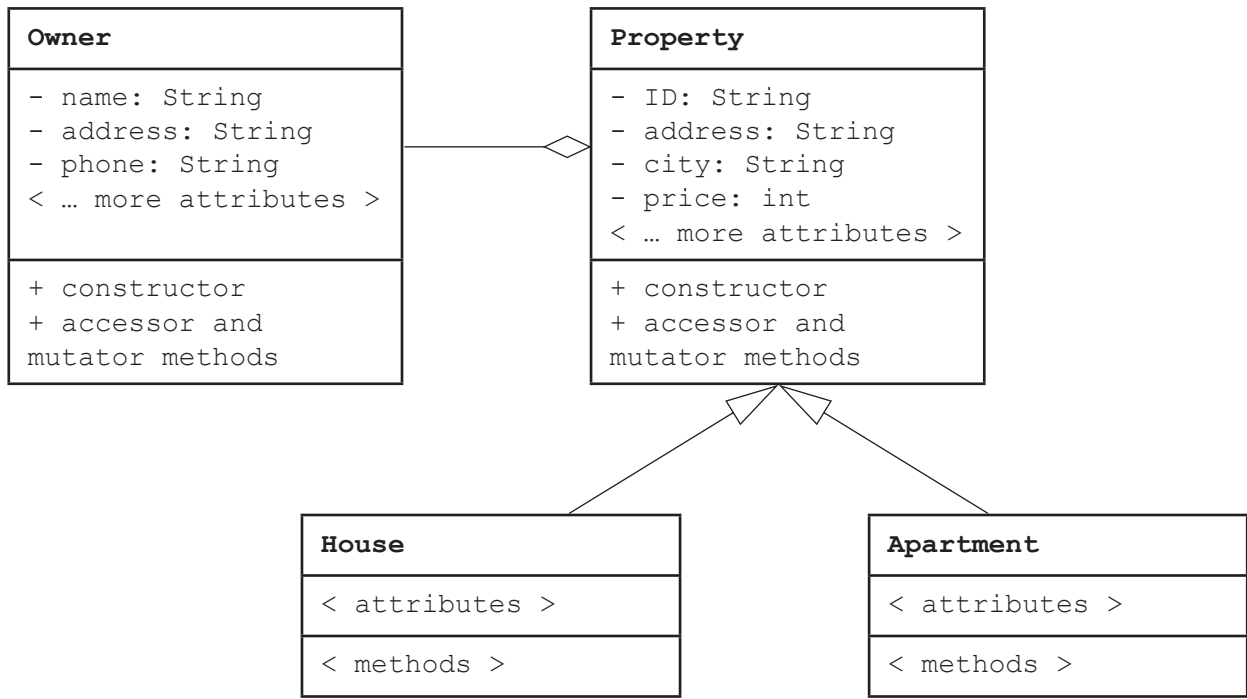 Owner
- name: String
- address: String
- phone: String
< … more attributes >
+ constructor
+ accessor and
mutator methods
Property
- ID: String
- address: String
- city: String
- price: int
< … more attributes >
+ constructor
+ accessor and
mutator methods
House
< attributes >
< methods >
Apartment
< attributes >
< methods >